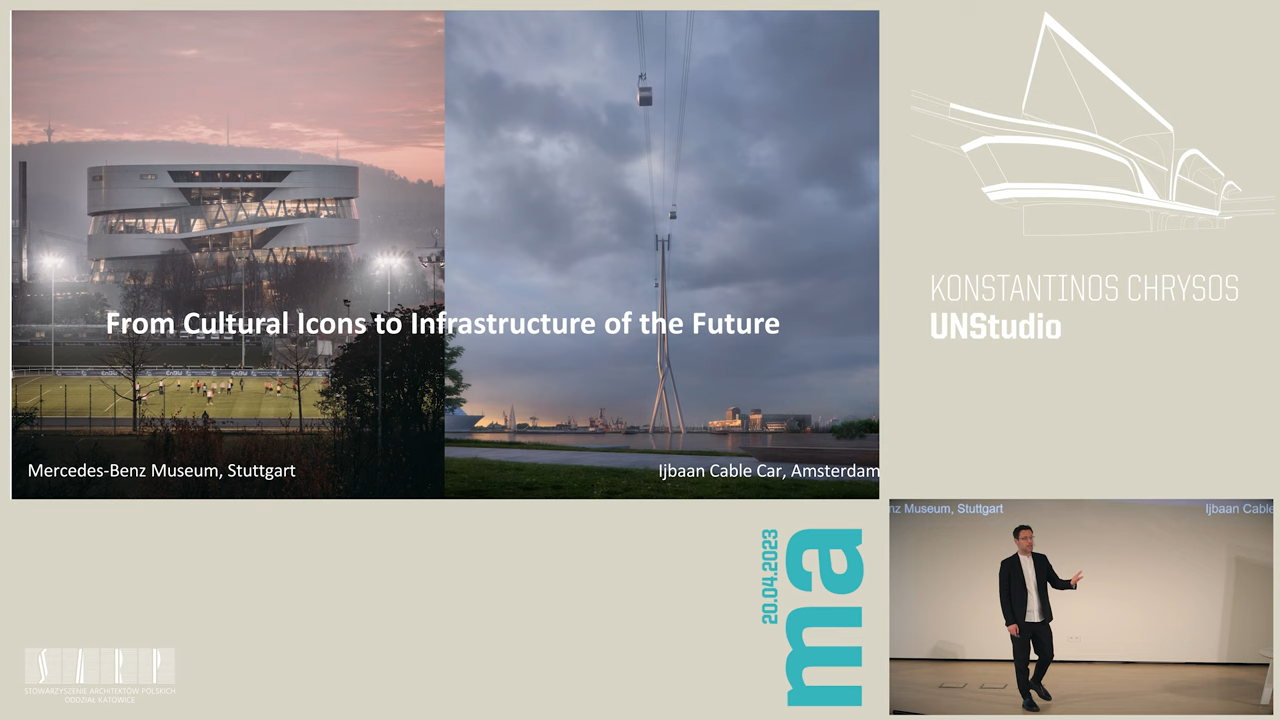 From Cultural Icons to Infrastructure of the Future
Mercedes-Benz Museum, Stuttgart
Ijbaan Cable Car, Amsterdam
KONSTANTINOS CHRYSOS
UNStudio
nz Museum, Stuttgart
Ijbaan Cable
20.04.2023
ma
SARP
STOWARZYSZENIE ARCHITEKTÓW POLSKICH
ODDZIAŁ KATOWICE